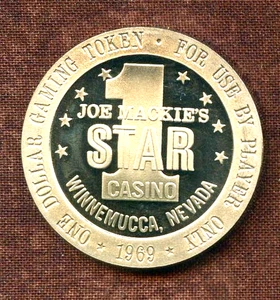 ONE DOLLAR GAMING TOKEN · FOR USE BY PLAYER ONLY
1
JOE MACKIE'S
STAR
CASINO
WINNEMUCCA, NEVADA
· 1969 ·